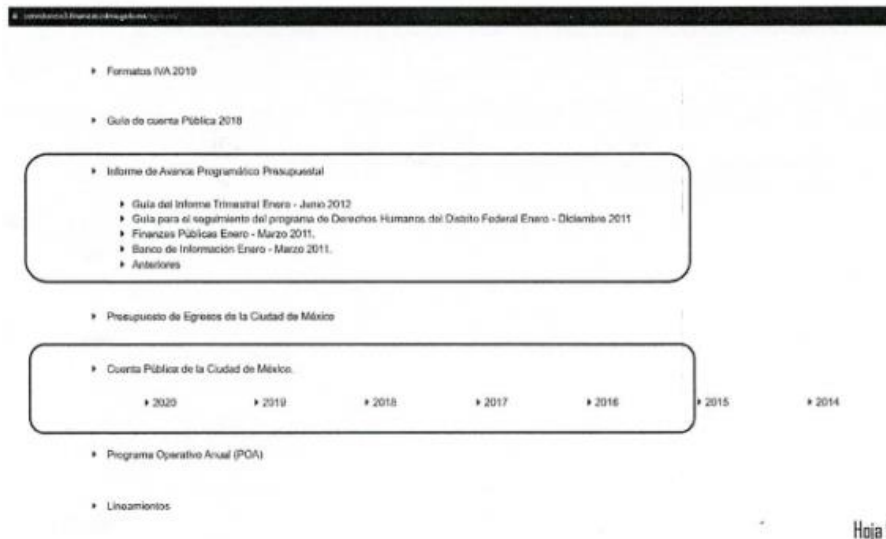 Formatos IVA 2019
Guía de cuenta Pública 2018
Informe de Avance Programático Presupuestal
Guía del Informe Trimestral Enero - Junio 2012
Guía para el seguimiento del programa de Derechos Humanos del Distrito Federal Enero - Diciembre 2011
Finanzas Públicas Enero - Marzo 2011.
Banco de Información Enero - Marzo 2011.
Anteriores
Presupuesto de Egresos de la Ciudad de México
Cuenta Pública de la Ciudad de México.
2020 2019 2018 2017 2016 2015 2014
Programa Operativo Anual (POA)
Lineamientos
Hoja